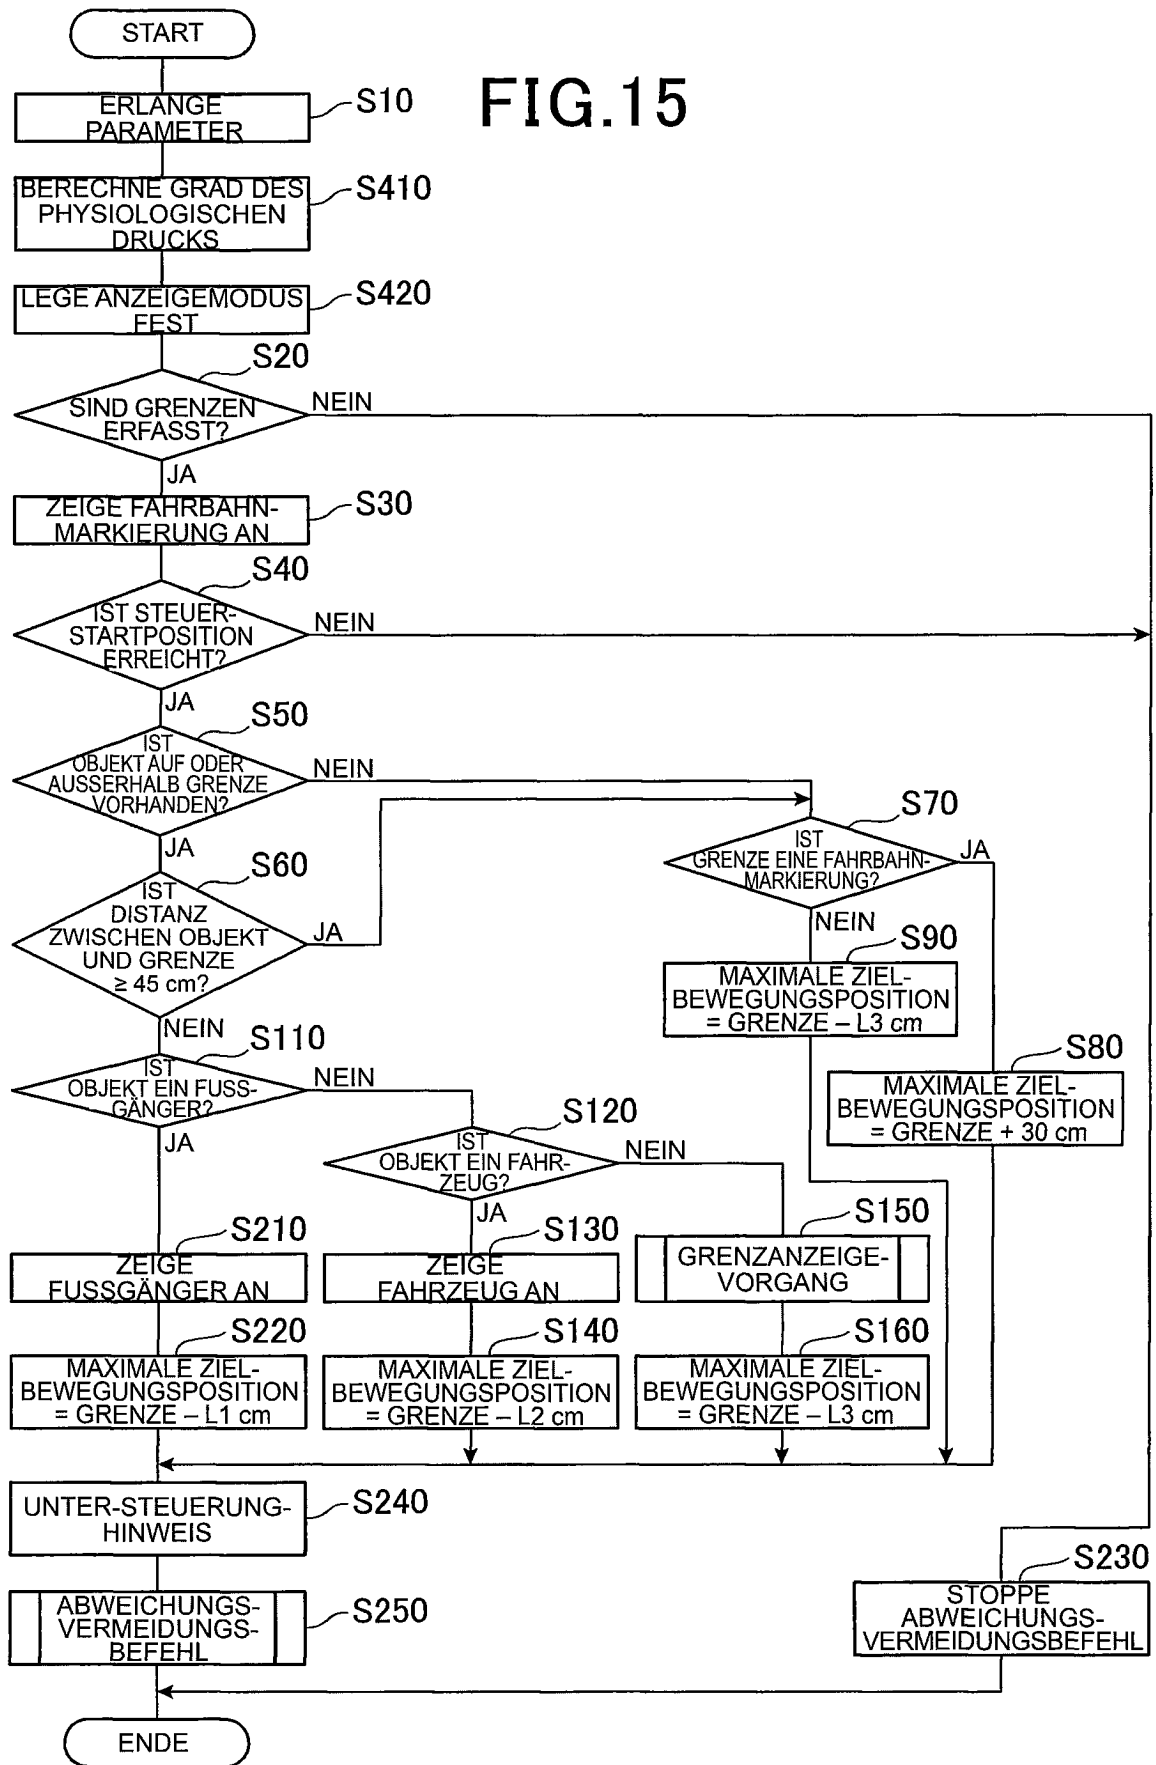 START
FIG.15
ERLANGE
PARAMETER
S10
BERECHNE GRAD DES
PHYSIOLOGISCHEN
DRUCKS
S410
LEGE ANZEIGEMODUS
FEST
S420
S20
SIND GRENZEN
ERFASST?
NEIN
JA
ZEIGE FAHRBAHN-
MARKIERUNG AN
S30
S40
IST STEUER-
STARTPOSITION
ERREICHT?
NEIN
JA
S50
IST
OBJEKT AUF ODER
AUSSERHALB GRENZE
VORHANDEN?
NEIN
JA
S60
IST
DISTANZ
ZWISCHEN OBJEKT
UND GRENZE
≥ 45 cm?
JA
NEIN
S70
IST
GRENZE EINE FAHRBAHN-
MARKIERUNG?
JA
NEIN
S90
MAXIMALE ZIEL-
BEWEGUNGSPOSITION
= GRENZE – L3 cm
S80
MAXIMALE ZIEL-
BEWEGUNGSPOSITION
= GRENZE + 30 cm
S110
IST
OBJEKT EIN FUSS-
GÄNGER?
NEIN
JA
S120
IST
OBJEKT EIN FAHR-
ZEUG?
NEIN
JA
S210
ZEIGE
FUSSGÄNGER AN
S130
ZEIGE
FAHRZEUG AN
S150
GRENZANZEIGE-
VORGANG
S220
MAXIMALE ZIEL-
BEWEGUNGSPOSITION
= GRENZE – L1 cm
S140
MAXIMALE ZIEL-
BEWEGUNGSPOSITION
= GRENZE – L2 cm
S160
MAXIMALE ZIEL-
BEWEGUNGSPOSITION
= GRENZE – L3 cm
UNTER-STEUERUNG-
HINWEIS
S240
ABWEICHUNGS-
VERMEIDUNGS-
BEFEHL
S250
S230
STOPPE
ABWEICHUNGS-
VERMEIDUNGSBEFEHL
ENDE